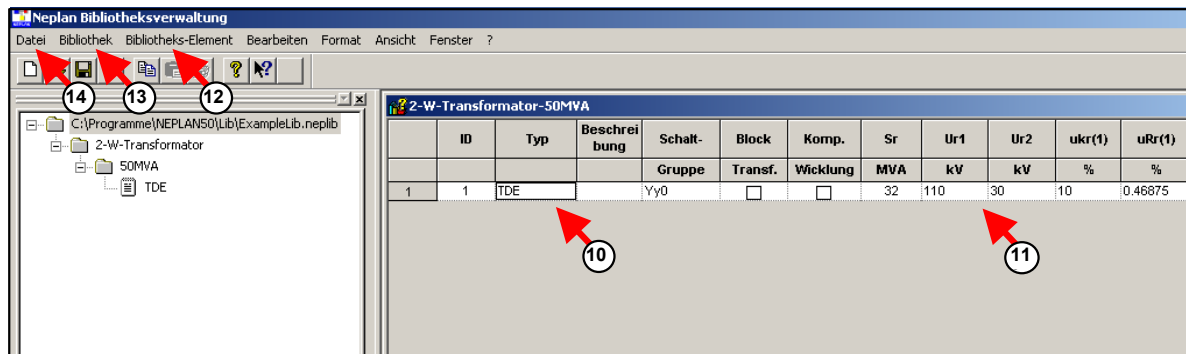 Neplan Bibliotheksverwaltung
Datei Bibliothek Bibliotheks-Element Bearbeiten Format Ansicht Fenster ?
14 13 12
2-W-Transformator-50MVA
C:\Programme\NEPLAN50\Lib\ExampleLib.neplib
2-W-Transformator
50MVA
TDE
ID Typ Beschrei bung Schalt- Block Komp. Sr Ur1 Ur2 ukr(1) uRr(1)
Gruppe Transf. Wicklung MVA kV kV % %
1 1 TDE Yy0 32 110 30 10 0.46875
10 11